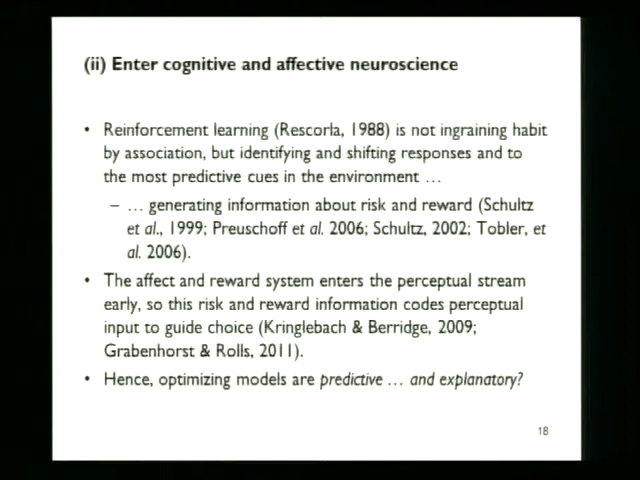 (ii) Enter cognitive and affective neuroscience
• Reinforcement learning (Rescorla, 1988) is not ingraining habit
by association, but identifying and shifting responses and to
the most predictive cues in the environment …
– … generating information about risk and reward (Schultz
et al., 1999; Preuschoff et al. 2006; Schultz, 2002; Tobler, et
al. 2006).
• The affect and reward system enters the perceptual stream
early, so this risk and reward information codes perceptual
input to guide choice (Kringlebach & Berridge, 2009;
Grabenhorst & Rolls, 2011).
• Hence, optimizing models are predictive … and explanatory?
18